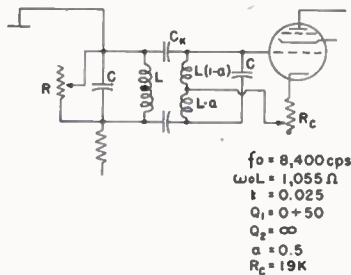 Cκ
R
C
L
L(1-a)
C
L·a
Rc
fo = 8,400 cps
ωoL = 1,055 Ω
k = 0.025
Q₁ = 0÷50
Q₂ = ∞
a = 0.5
Rc = 19K